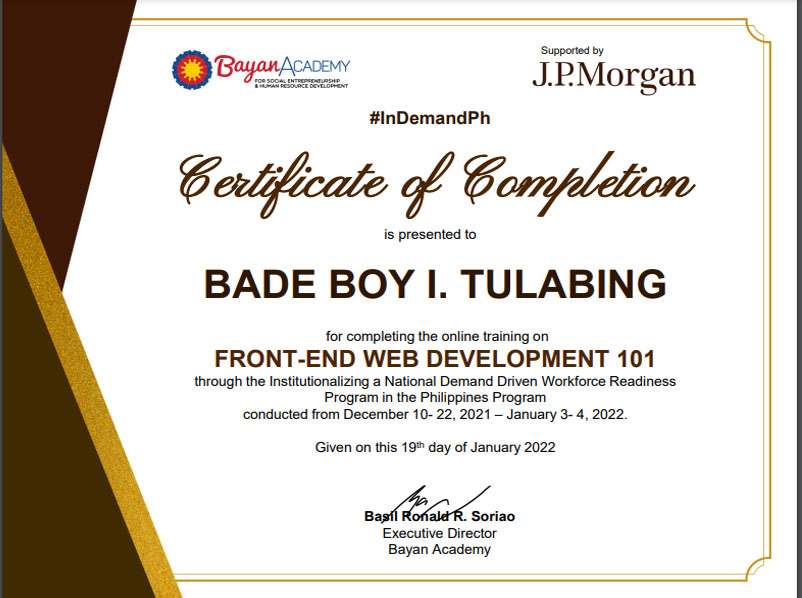 BayanAcademy
FOR SOCIAL ENTREPRENEURSHIP
& HUMAN RESOURCE DEVELOPMENT
Supported by
J.P.Morgan
#InDemandPh
Certificate of Completion
is presented to
BADE BOY I. TULABING
for completing the online training on
FRONT-END WEB DEVELOPMENT 101
through the Institutionalizing a National Demand Driven Workforce Readiness
Program in the Philippines Program
conducted from December 10- 22, 2021 – January 3- 4, 2022.
Given on this 19th day of January 2022
Basil Ronald R. Soriao
Executive Director
Bayan Academy